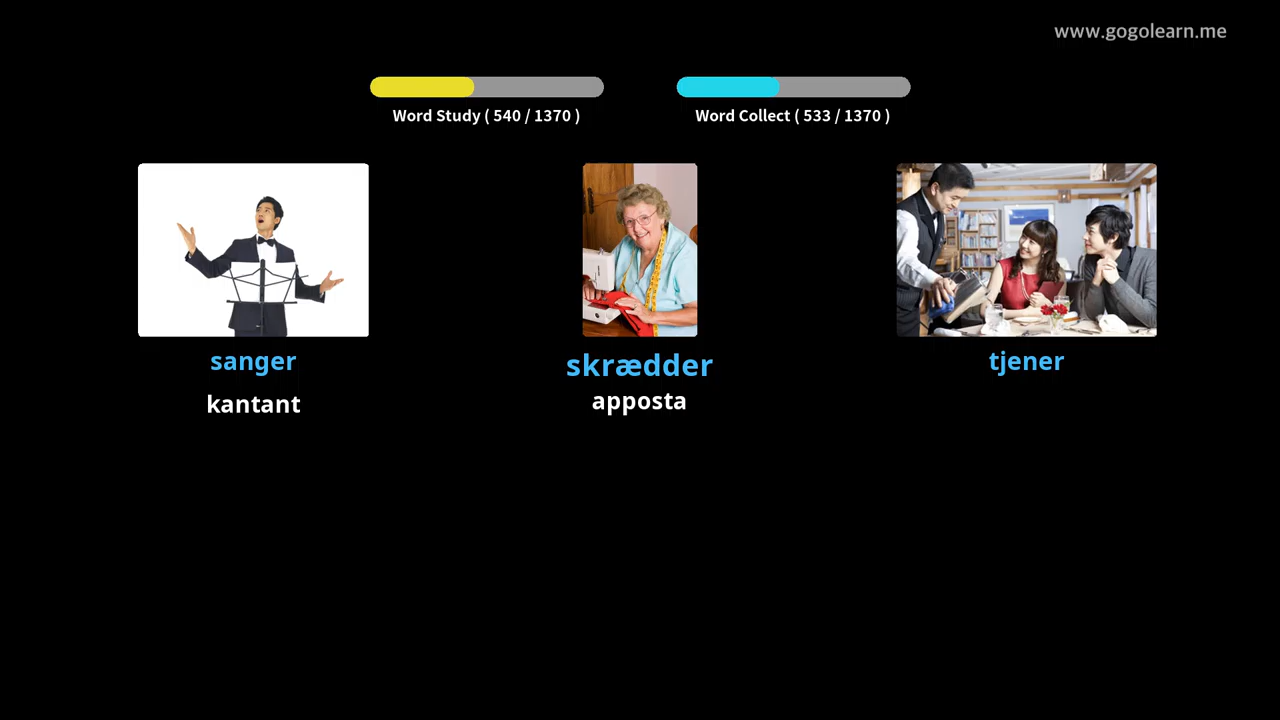 www.gogolearn.me
Word Study ( 540 / 1370 )
Word Collect ( 533 / 1370 )
sanger
skrædder
tjener
kantant
apposta